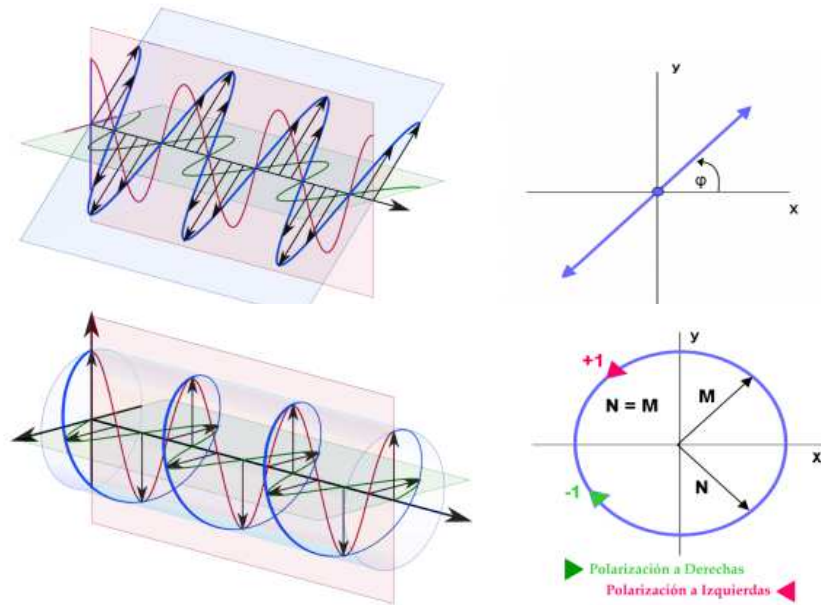 y
φ
x
y
+1
N = M
M
x
-1
N
Polarización a Derechas
Polarización a Izquierdas